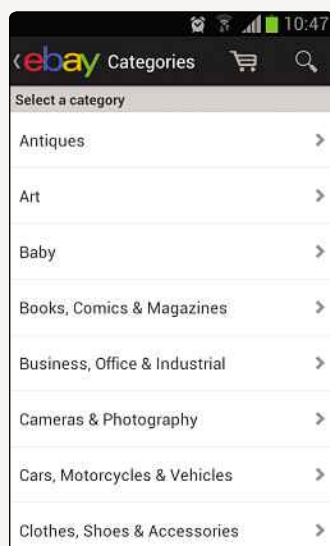 10:47
ebay Categories
Select a category
Antiques
Art
Baby
Books, Comics & Magazines
Business, Office & Industrial
Cameras & Photography
Cars, Motorcycles & Vehicles
Clothes, Shoes & Accessories